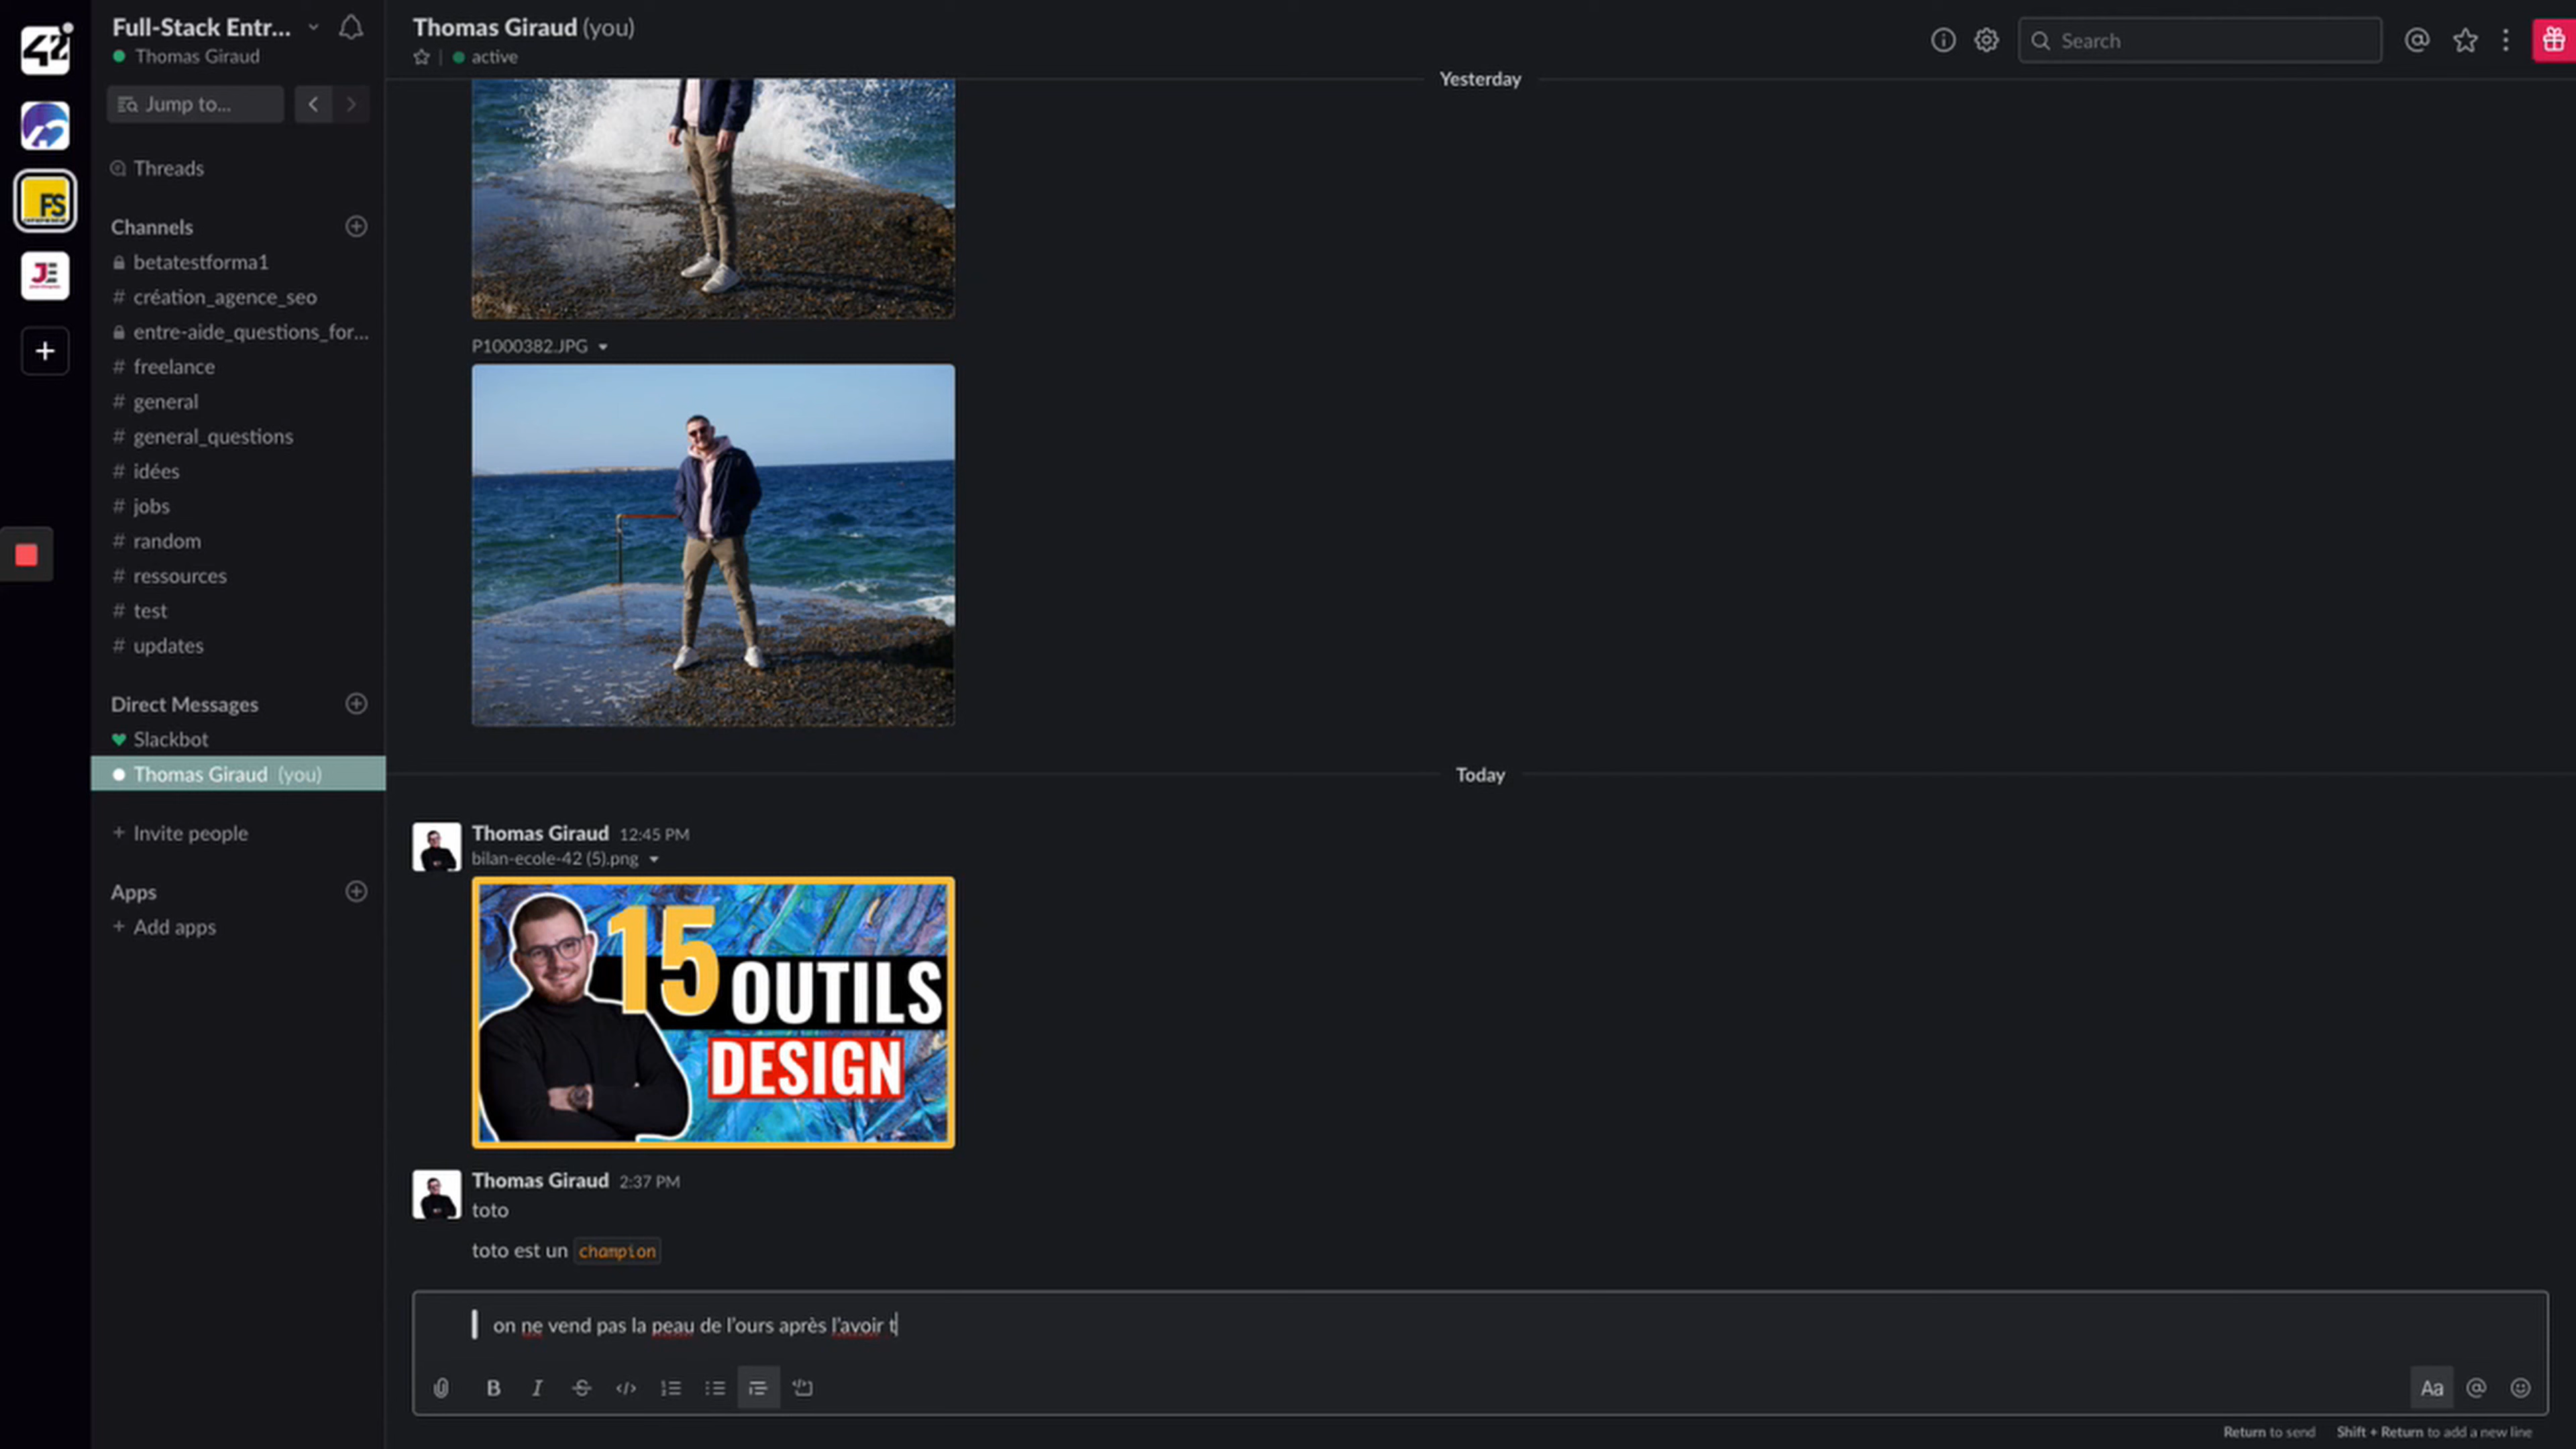 42
Full-Stack Entr...
Thomas Giraud
Jump to...
Threads
Channels
betatestforma1
# création_agence_seo
entre-aide_questions_for...
# freelance
# general
# general_questions
# idées
# jobs
# random
# ressources
# test
# updates
Direct Messages
Slackbot
Thomas Giraud (you)
+ Invite people
Apps
+ Add apps
FS
JE
Thomas Giraud (you)
active
Search
Yesterday
P1000382.JPG
Today
Thomas Giraud 12:45 PM
bilan-ecole-42 (5).png
15 OUTILS
DESIGN
Thomas Giraud 2:37 PM
toto
toto est un champion
on ne vend pas la peau de l'ours après l'avoir t
B I S </>
Aa @
Return to send Shift + Return to add a new line